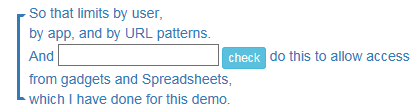 So that limits by user,
by app, and by URL patterns.
And check do this to allow access
from gadgets and Spreadsheets,
which I have done for this demo.